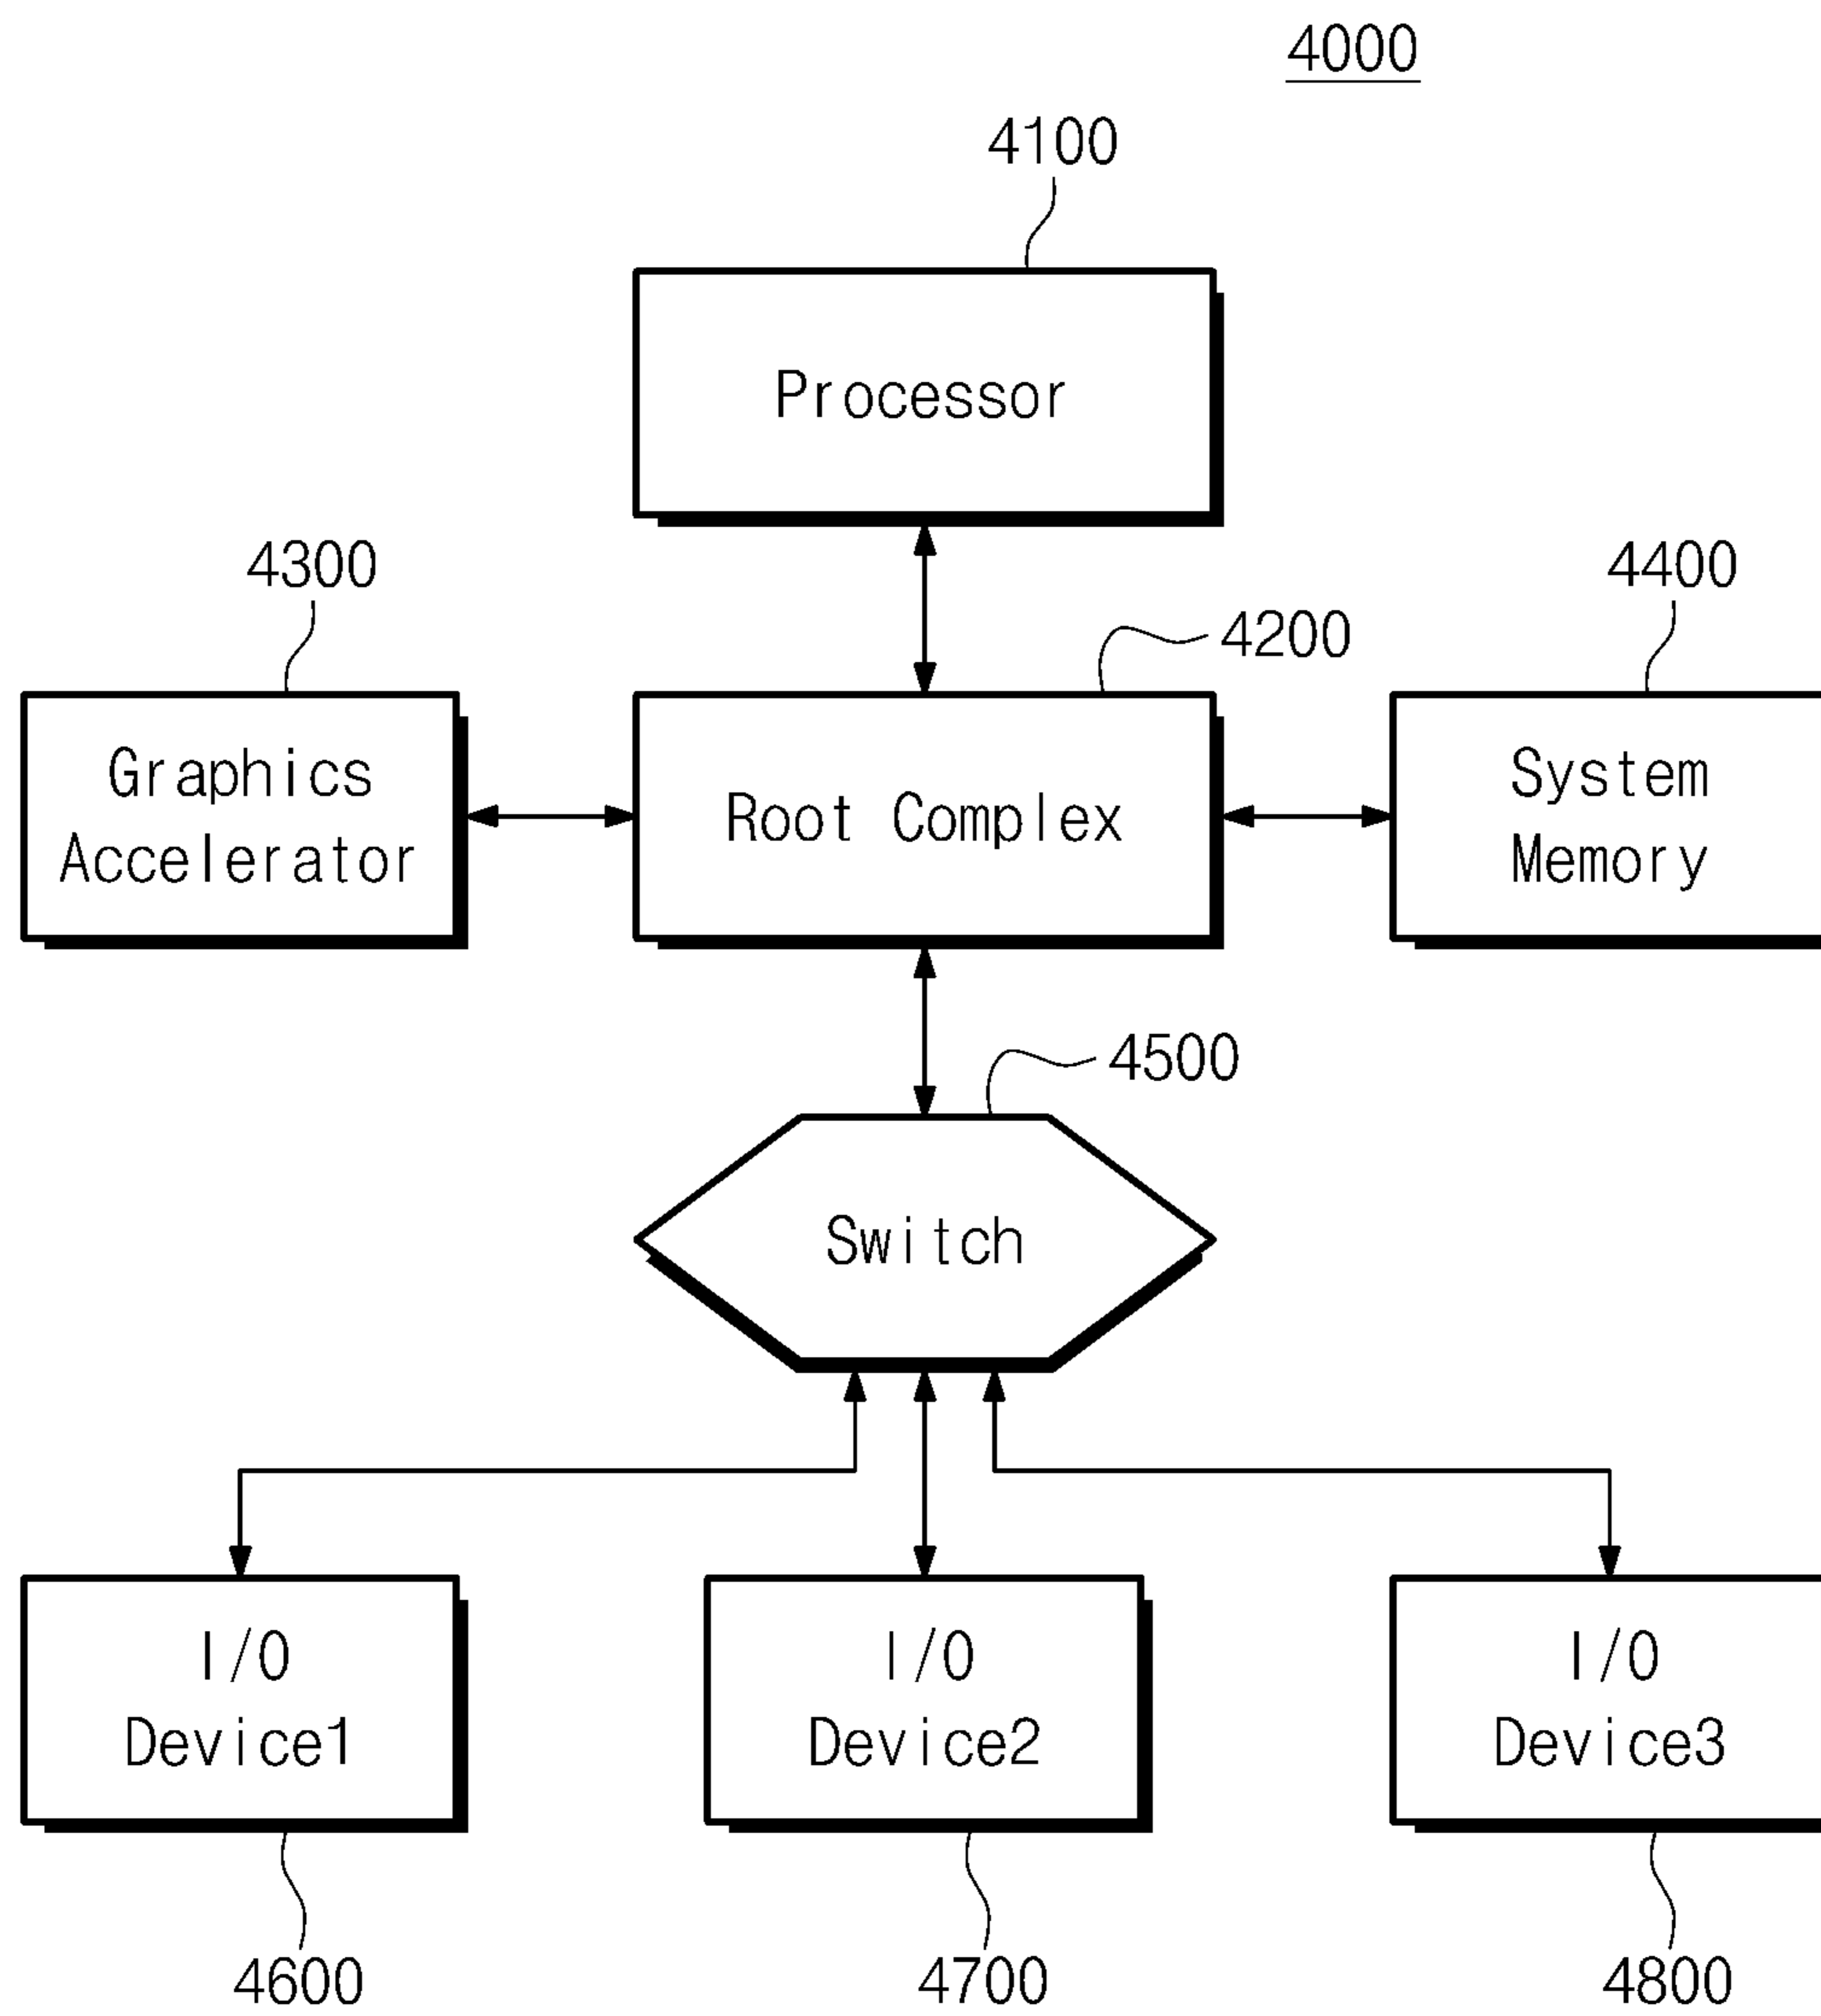 4000
4100
Processor
4300
4400
4200
Graphics
Accelerator
Root Complex
System
Memory
4500
Switch
I/O
Device1
I/O
Device2
I/O
Device3
4600
4700
4800